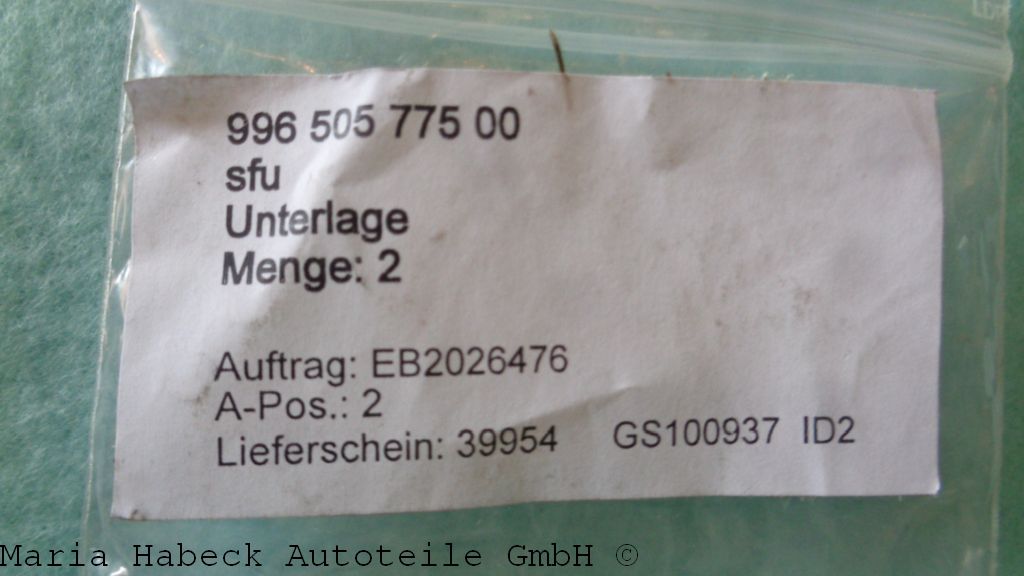 996 505 775 00
sfu
Unterlage
Menge: 2
Auftrag: EB2026476
A-Pos.: 2
Lieferschein: 39954 GS100937 ID2
Maria Habeck Autoteile GmbH ©